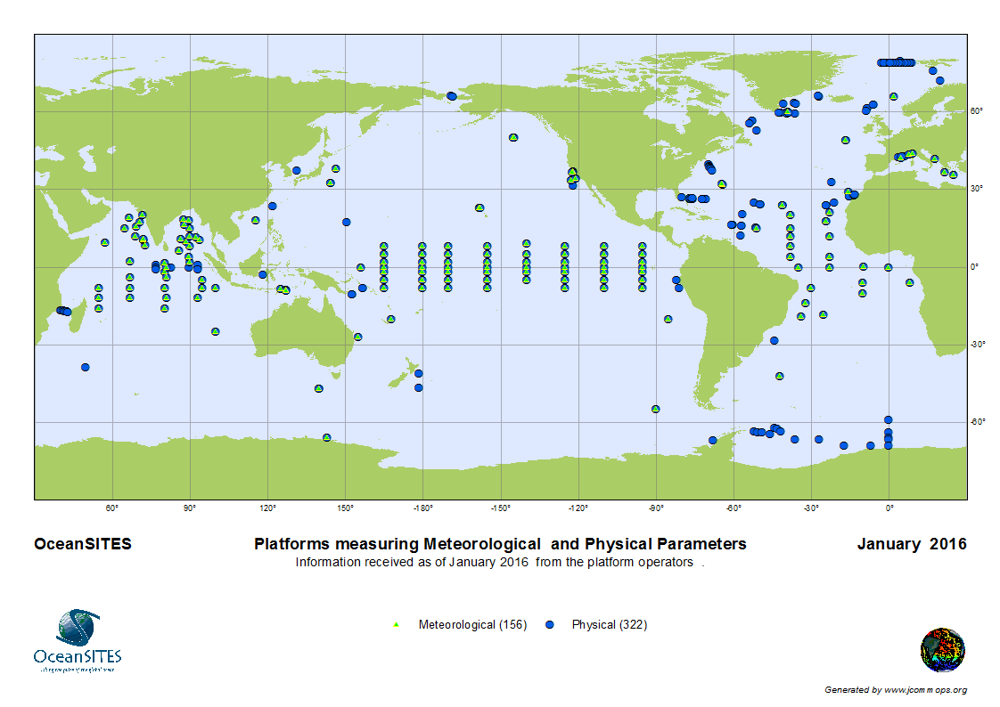 60°
30°
0°
-30°
-60°
60° 90° 120° -150° -180° -150° -120° -90° -60° -30° 0°
OceanSITES Platforms measuring Meteorological and Physical Parameters January 2016
Information received as of January 2016 from the platform operators .
Meteorological (156) Physical (322)
OceanSITES
Generated by www.jcommops.org